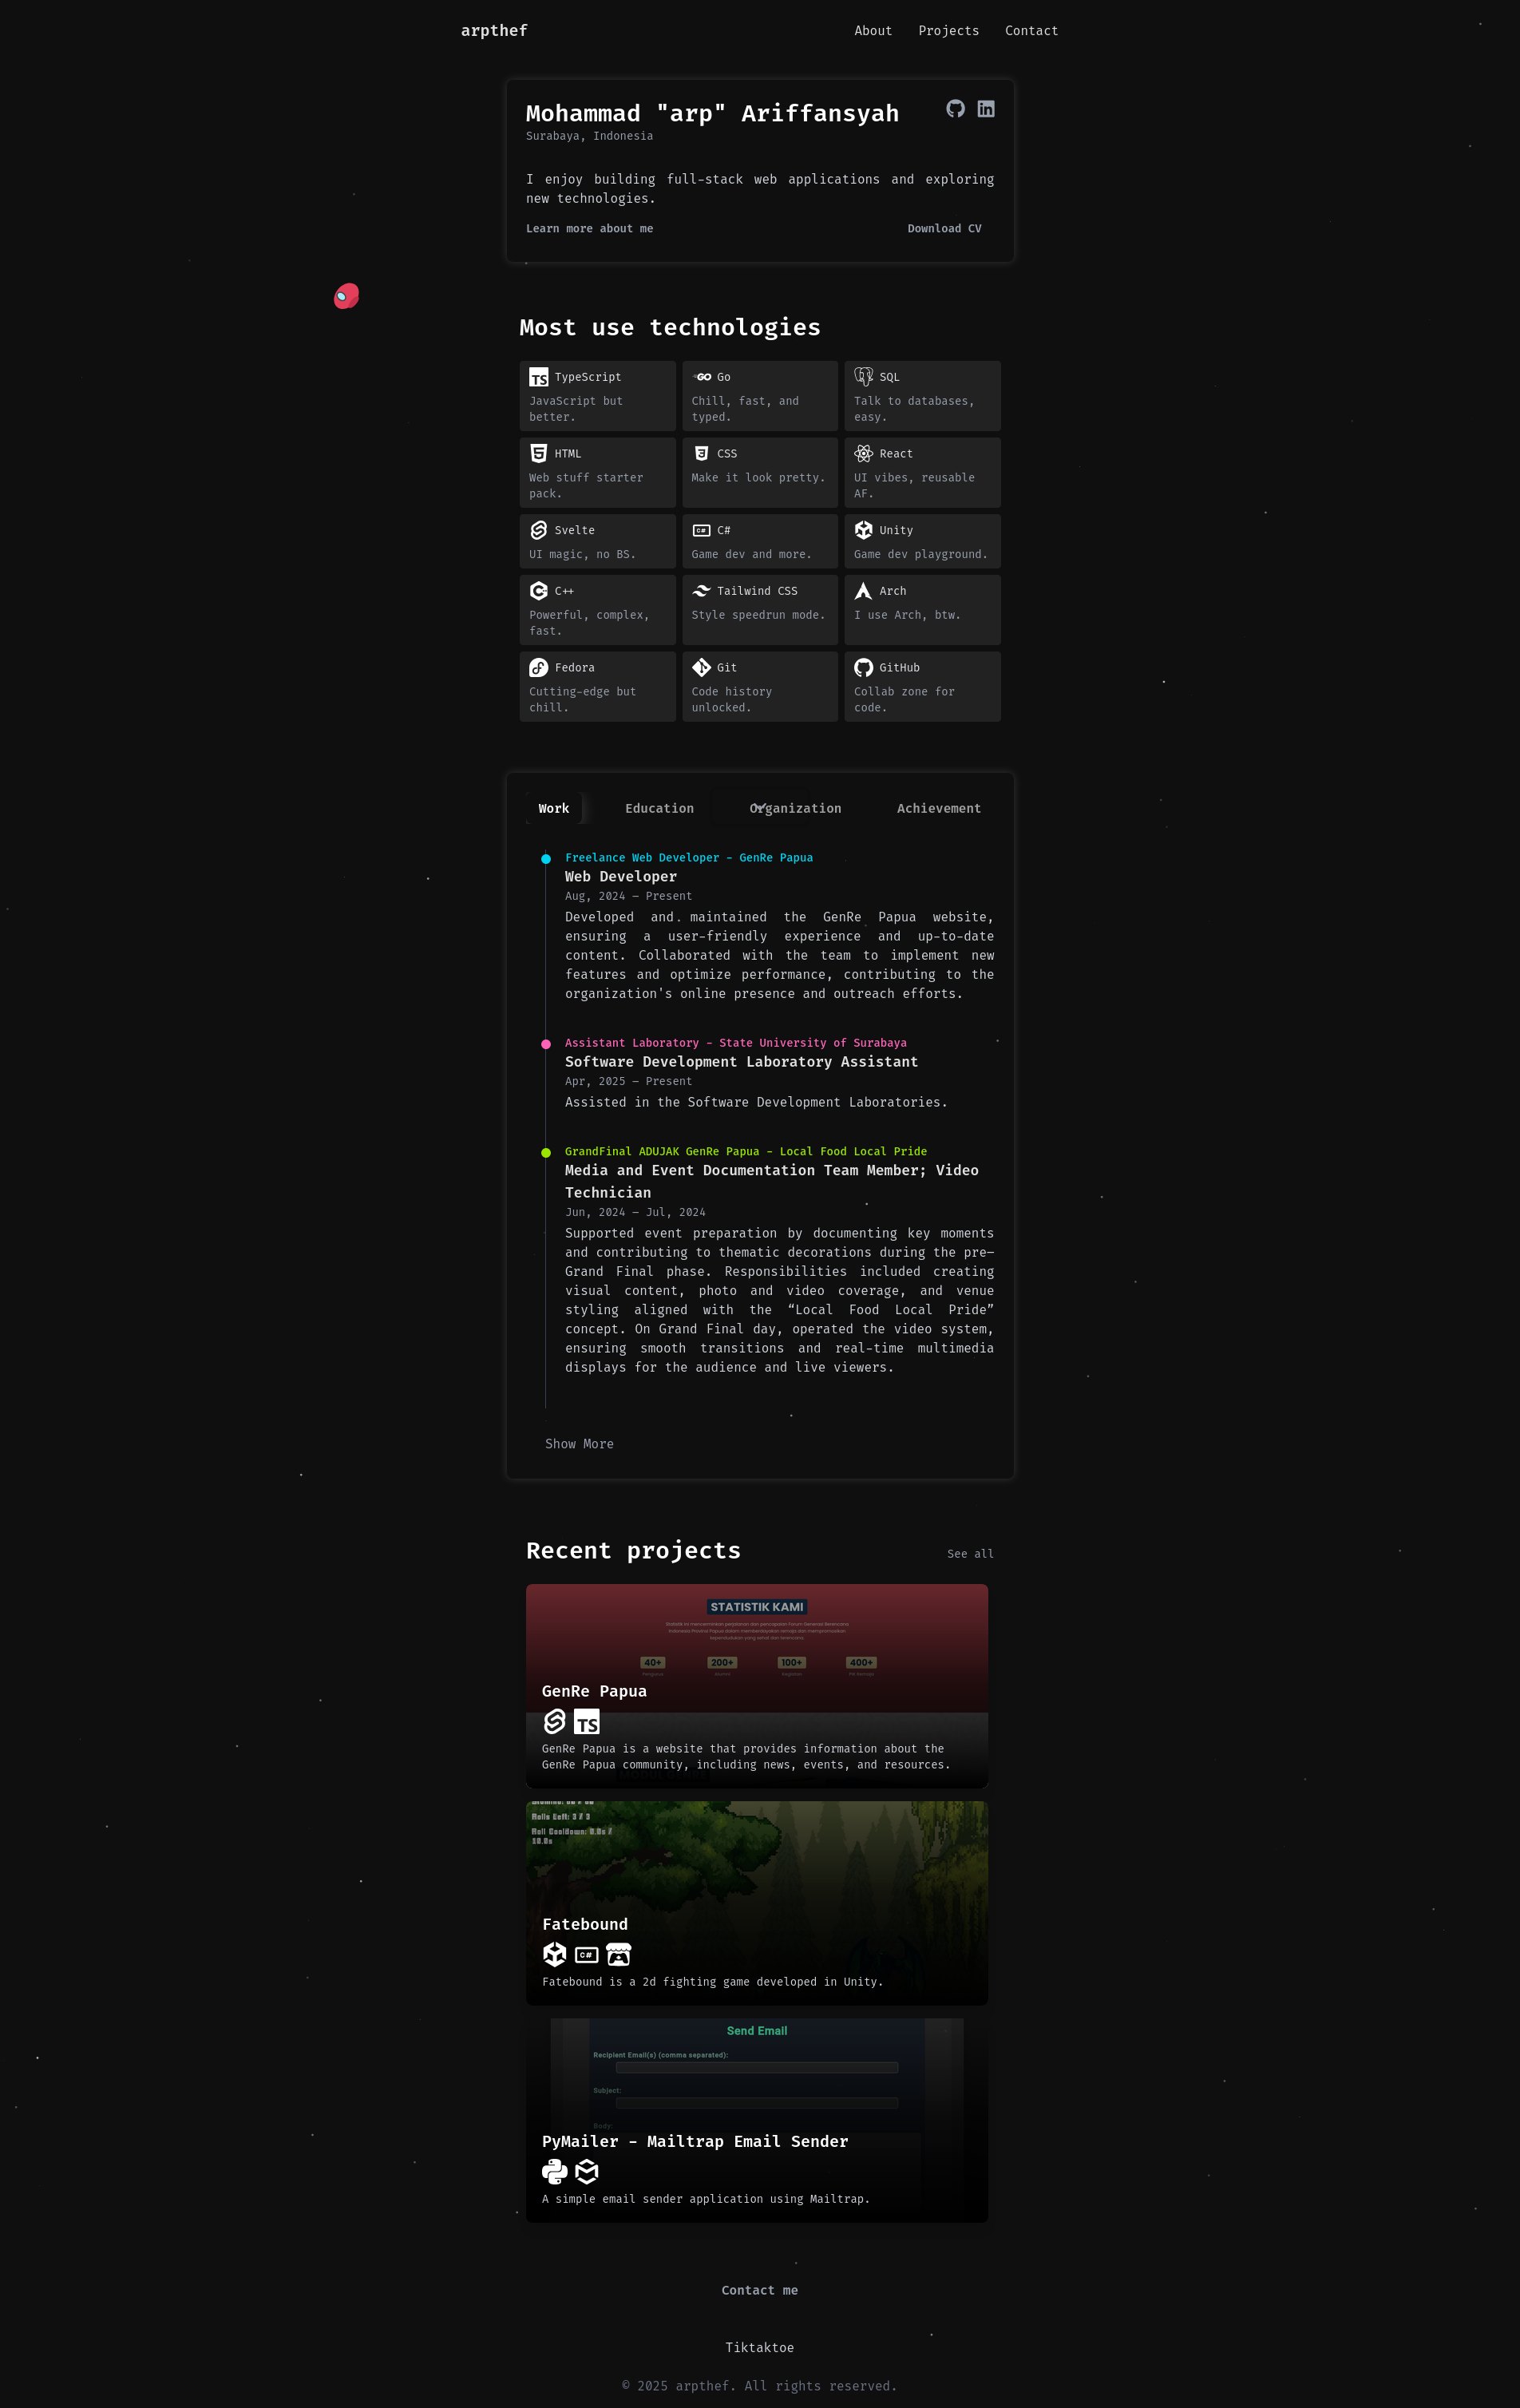 arpthef
About Projects Contact
Mohammad "arp" Ariffansyah
Surabaya, Indonesia
I enjoy building full-stack web applications and exploring
new technologies.
Learn more about me
Download CV
Most use technologies
TypeScript
JavaScript but
better.
Go
Chill, fast, and
typed.
SQL
Talk to databases,
easy.
HTML
Web stuff starter
pack.
CSS
Make it look pretty.
React
UI vibes, reusable
AF.
Svelte
UI magic, no BS.
C#
Game dev and more.
Unity
Game dev playground.
C++
Powerful, complex,
fast.
Tailwind CSS
Style speedrun mode.
Arch
I use Arch, btw.
Fedora
Cutting-edge but
chill.
Git
Code history
unlocked.
GitHub
Collab zone for
code.
Work Education Organization Achievement
Freelance Web Developer - GenRe Papua
Web Developer
Aug, 2024 — Present
Developed and maintained the GenRe Papua website,
ensuring a user-friendly experience and up-to-date
content. Collaborated with the team to implement new
features and optimize performance, contributing to the
organization's online presence and outreach efforts.
Assistant Laboratory - State University of Surabaya
Software Development Laboratory Assistant
Apr, 2025 — Present
Assisted in the Software Development Laboratories.
GrandFinal ADUJAK GenRe Papua - Local Food Local Pride
Media and Event Documentation Team Member; Video
Technician
Jun, 2024 — Jul, 2024
Supported event preparation by documenting key moments
and contributing to thematic decorations during the pre–
Grand Final phase. Responsibilities included creating
visual content, photo and video coverage, and venue
styling aligned with the “Local Food Local Pride”
concept. On Grand Final day, operated the video system,
ensuring smooth transitions and real-time multimedia
displays for the audience and live viewers.
Show More
Recent projects
See all
STATISTIK KAMI
40+ 200+ 100+ 400+
GenRe Papua
TS
GenRe Papua is a website that provides information about the
GenRe Papua community, including news, events, and resources.
Rolls Left: 3 / 3
Roll Cooldown: 0.0s /
10.0s
Fatebound
C#
Fatebound is a 2d fighting game developed in Unity.
Send Email
Recipient Email(s) (comma separated):
Subject:
Body:
PyMailer - Mailtrap Email Sender
A simple email sender application using Mailtrap.
Contact me
Tiktaktoe
© 2025 arpthef. All rights reserved.